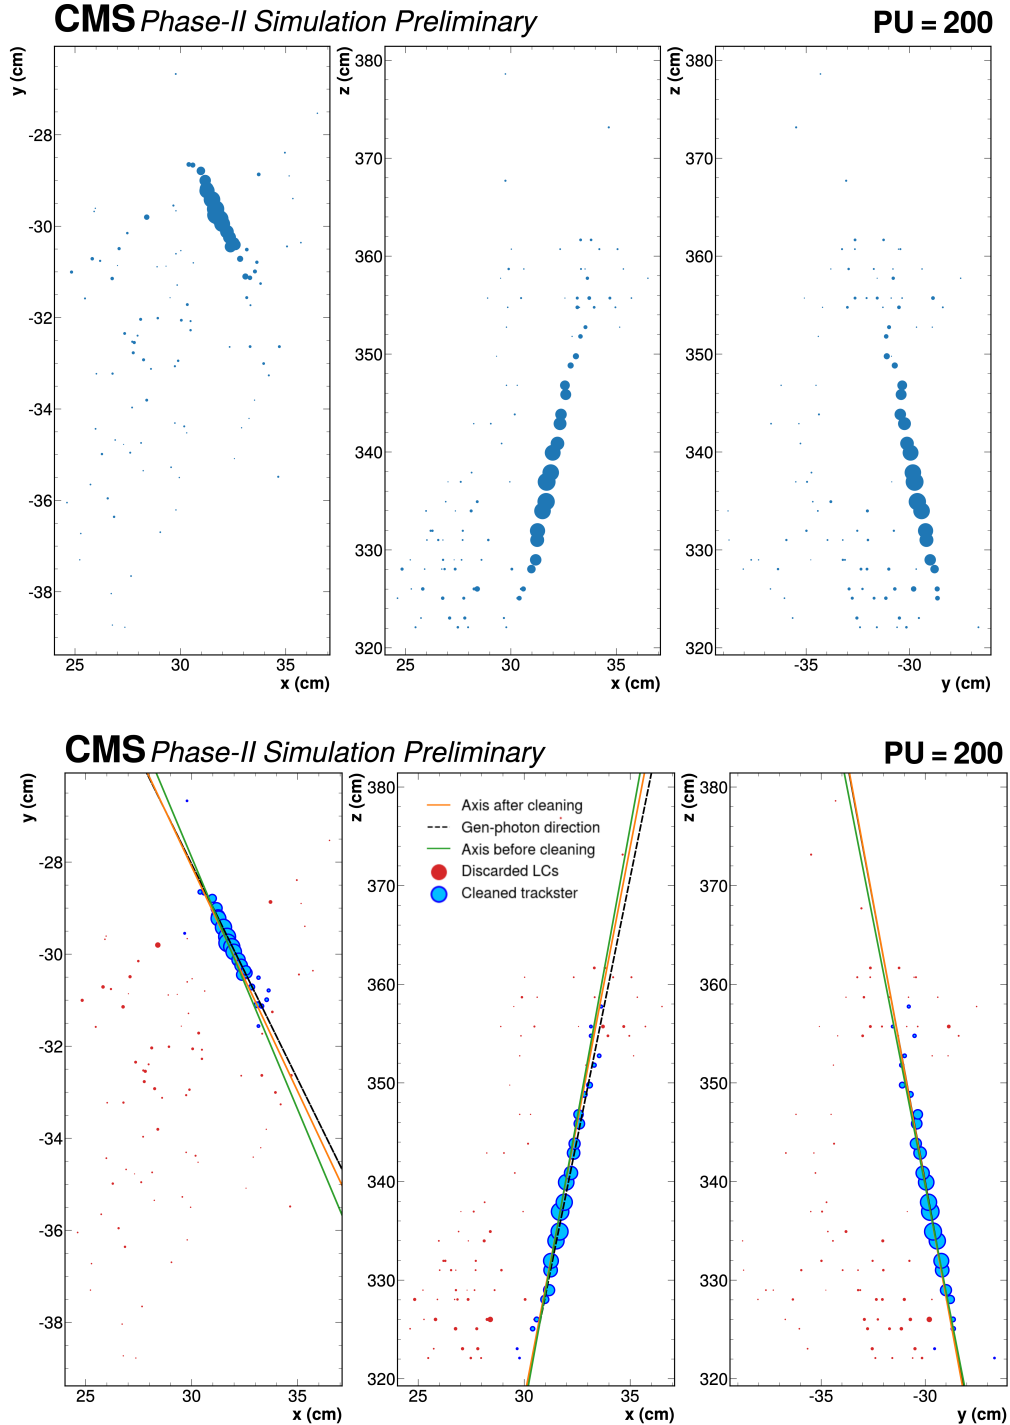 CMS Phase-II Simulation Preliminary PU = 200
y (cm)
-28
-30
-32
-34
-36
-38
25 30 35
x (cm)
z (cm)
380
370
360
350
340
330
320
25 30 35
x (cm)
z (cm)
380
370
360
350
340
330
320
-35 -30
y (cm)
CMS Phase-II Simulation Preliminary PU = 200
y (cm)
-28
-30
-32
-34
-36
-38
25 30 35
x (cm)
z (cm)
380
370
360
350
340
330
320
Axis after cleaning
Gen-photon direction
Axis before cleaning
Discarded LCs
Cleaned trackster
25 30 35
x (cm)
z (cm)
380
370
360
350
340
330
320
-35 -30
y (cm)